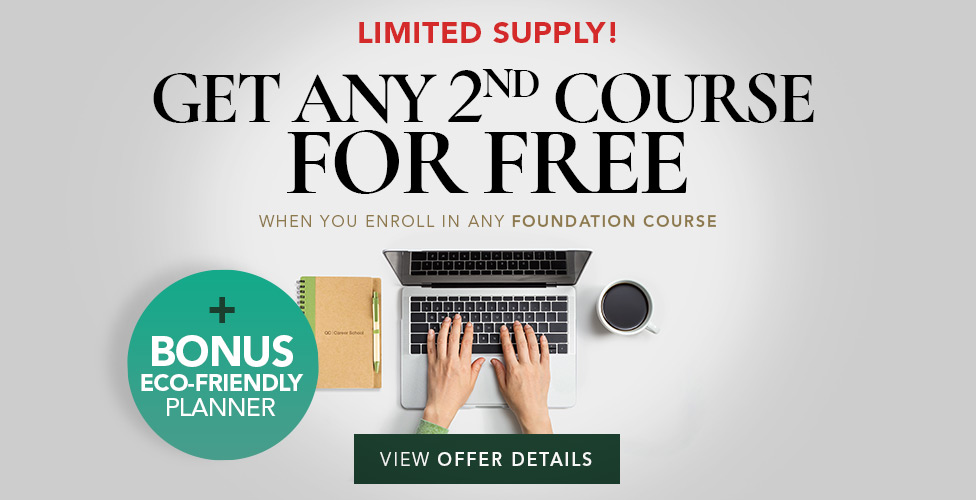 LIMITED SUPPLY!
GET ANY 2ND COURSE
FOR FREE
WHEN YOU ENROLL IN ANY FOUNDATION COURSE
QC Career School
+
BONUS
ECO-FRIENDLY
PLANNER
VIEW OFFER DETAILS